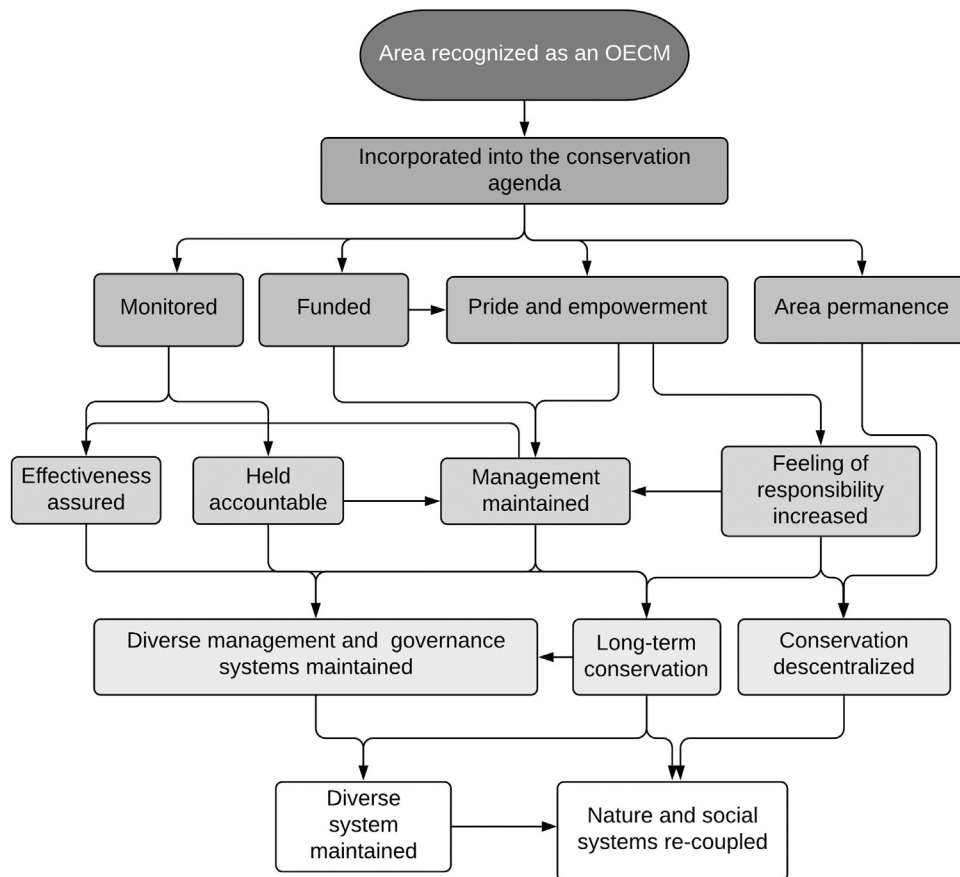 Area recognized as an OECM
Incorporated into the conservation
agenda
Monitored
Funded
Pride and empowerment
Area permanence
Effectiveness
assured
Held
accountable
Management
maintained
Feeling of
responsibility
increased
Diverse management and governance
systems maintained
Long-term
conservation
Conservation
descentralized
Diverse
system
maintained
Nature and social
systems re-coupled